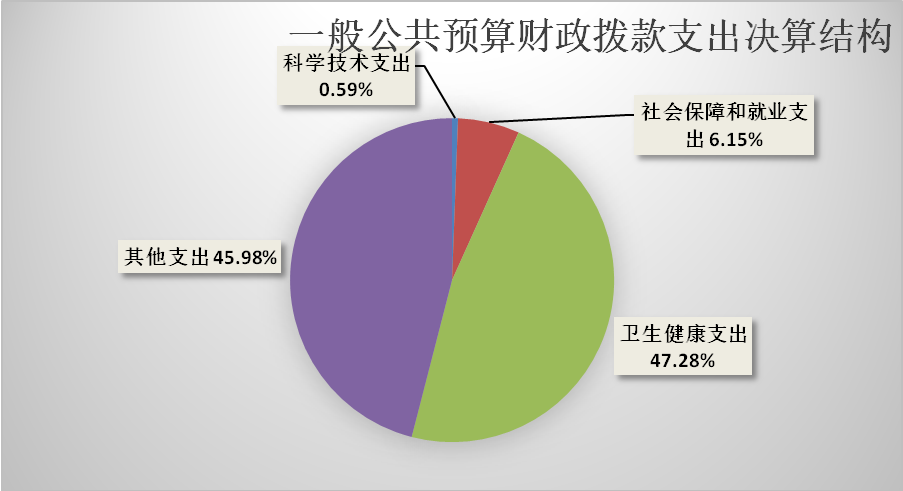 一般公共预算财政拨款支出决算结构
科学技术支出
0.59%
社会保障和就业支
出 6.15%
其他支出 45.98%
卫生健康支出
47.28%